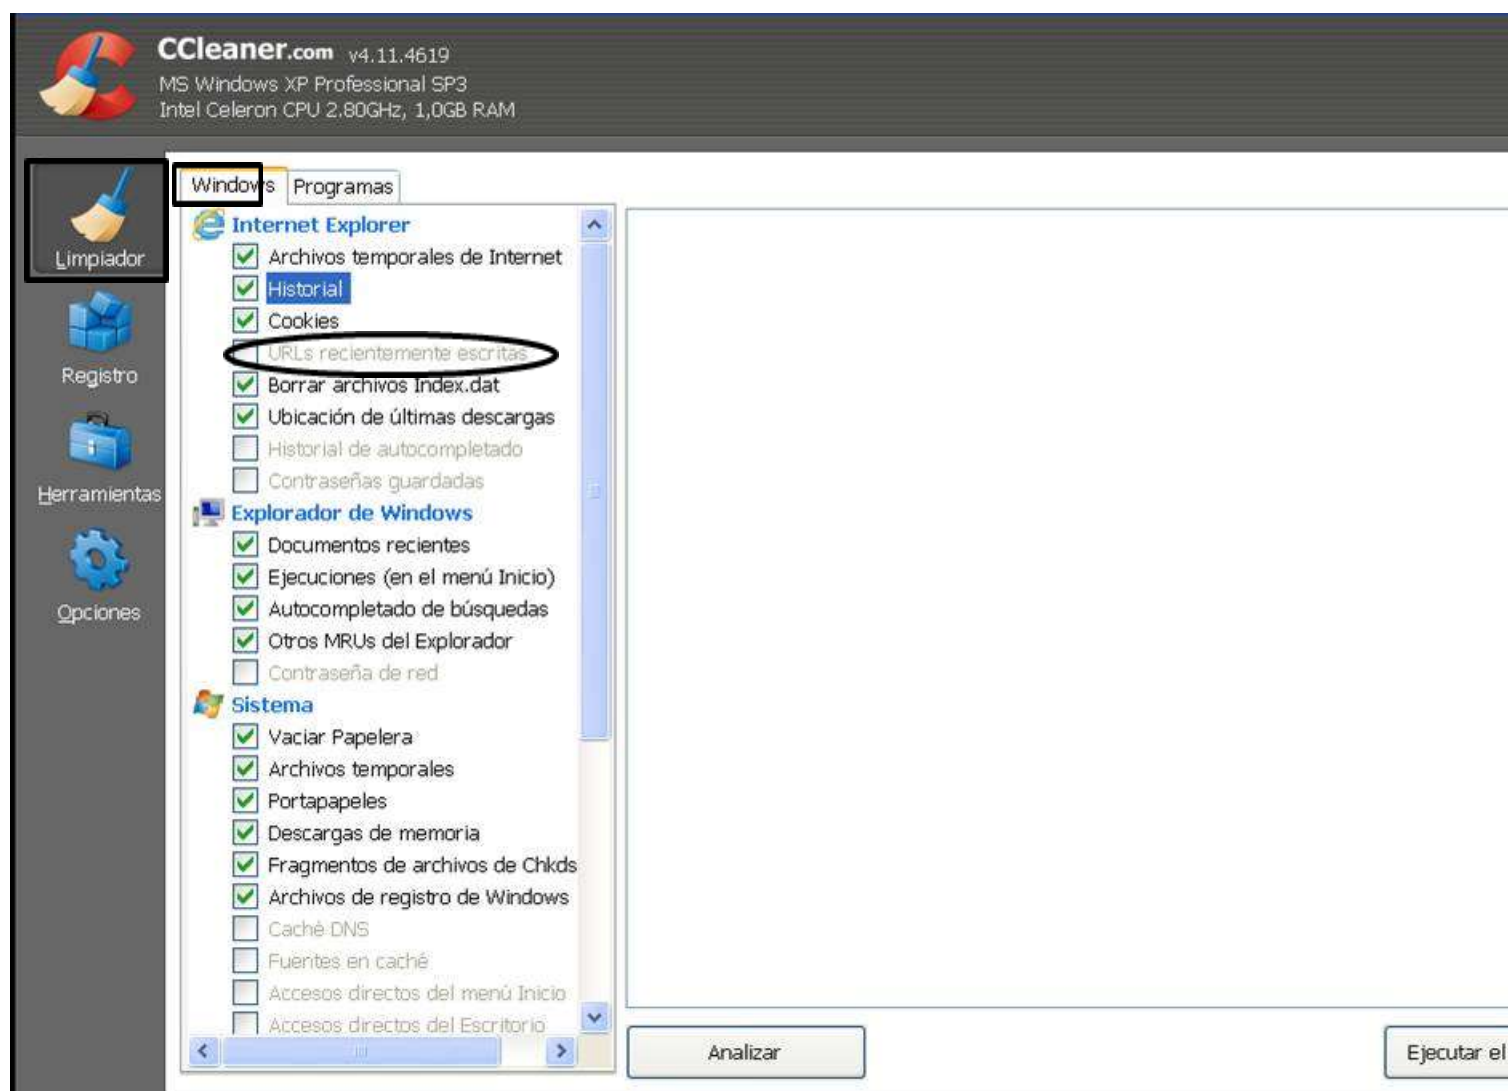 CCleaner.com v4.11.4619
MS Windows XP Professional SP3
Intel Celeron CPU 2.80GHz, 1,0GB RAM
Limpiador
Registro
Herramientas
Opciones
Windows Programas
Internet Explorer
Archivos temporales de Internet
Historial
Cookies
URLs recientemente escritas
Borrar archivos Index.dat
Ubicación de últimas descargas
Historial de autocompletado
Contraseñas guardadas
Explorador de Windows
Documentos recientes
Ejecuciones (en el menú Inicio)
Autocompletado de búsquedas
Otros MRUs del Explorador
Contraseña de red
Sistema
Vaciar Papelera
Archivos temporales
Portapapeles
Descargas de memoria
Fragmentos de archivos de Chkds
Archivos de registro de Windows
Caché DNS
Fuentes en caché
Accesos directos del menú Inicio
Accesos directos del Escritorio
Analizar
Ejecutar el